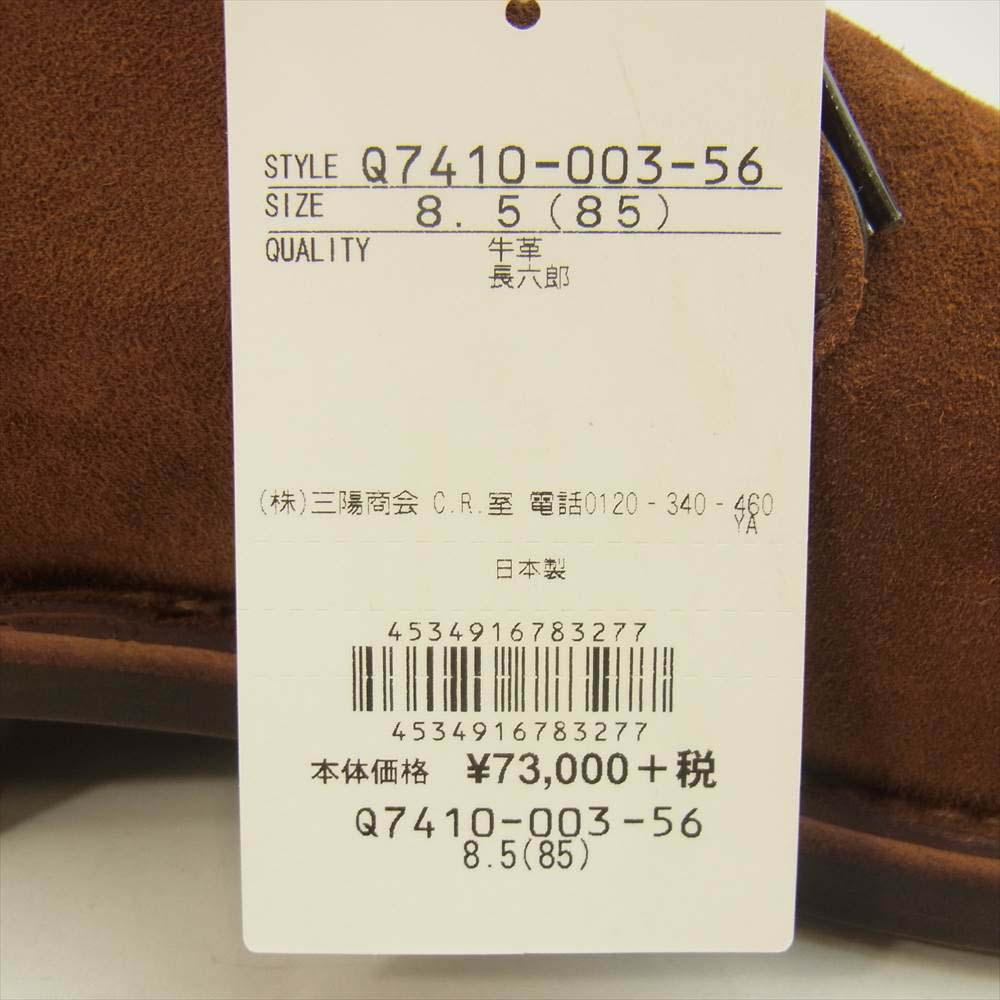 STYLE Q7410-003-56
SIZE 8.5(85)
QUALITY 牛革
長六郎
(株)三陽商会 C.R.室 電話0120-340-460
YA
日本製
4534916783277
4534916783277
本体価格 ¥73,000+税
Q7410-003-56
8.5(85)